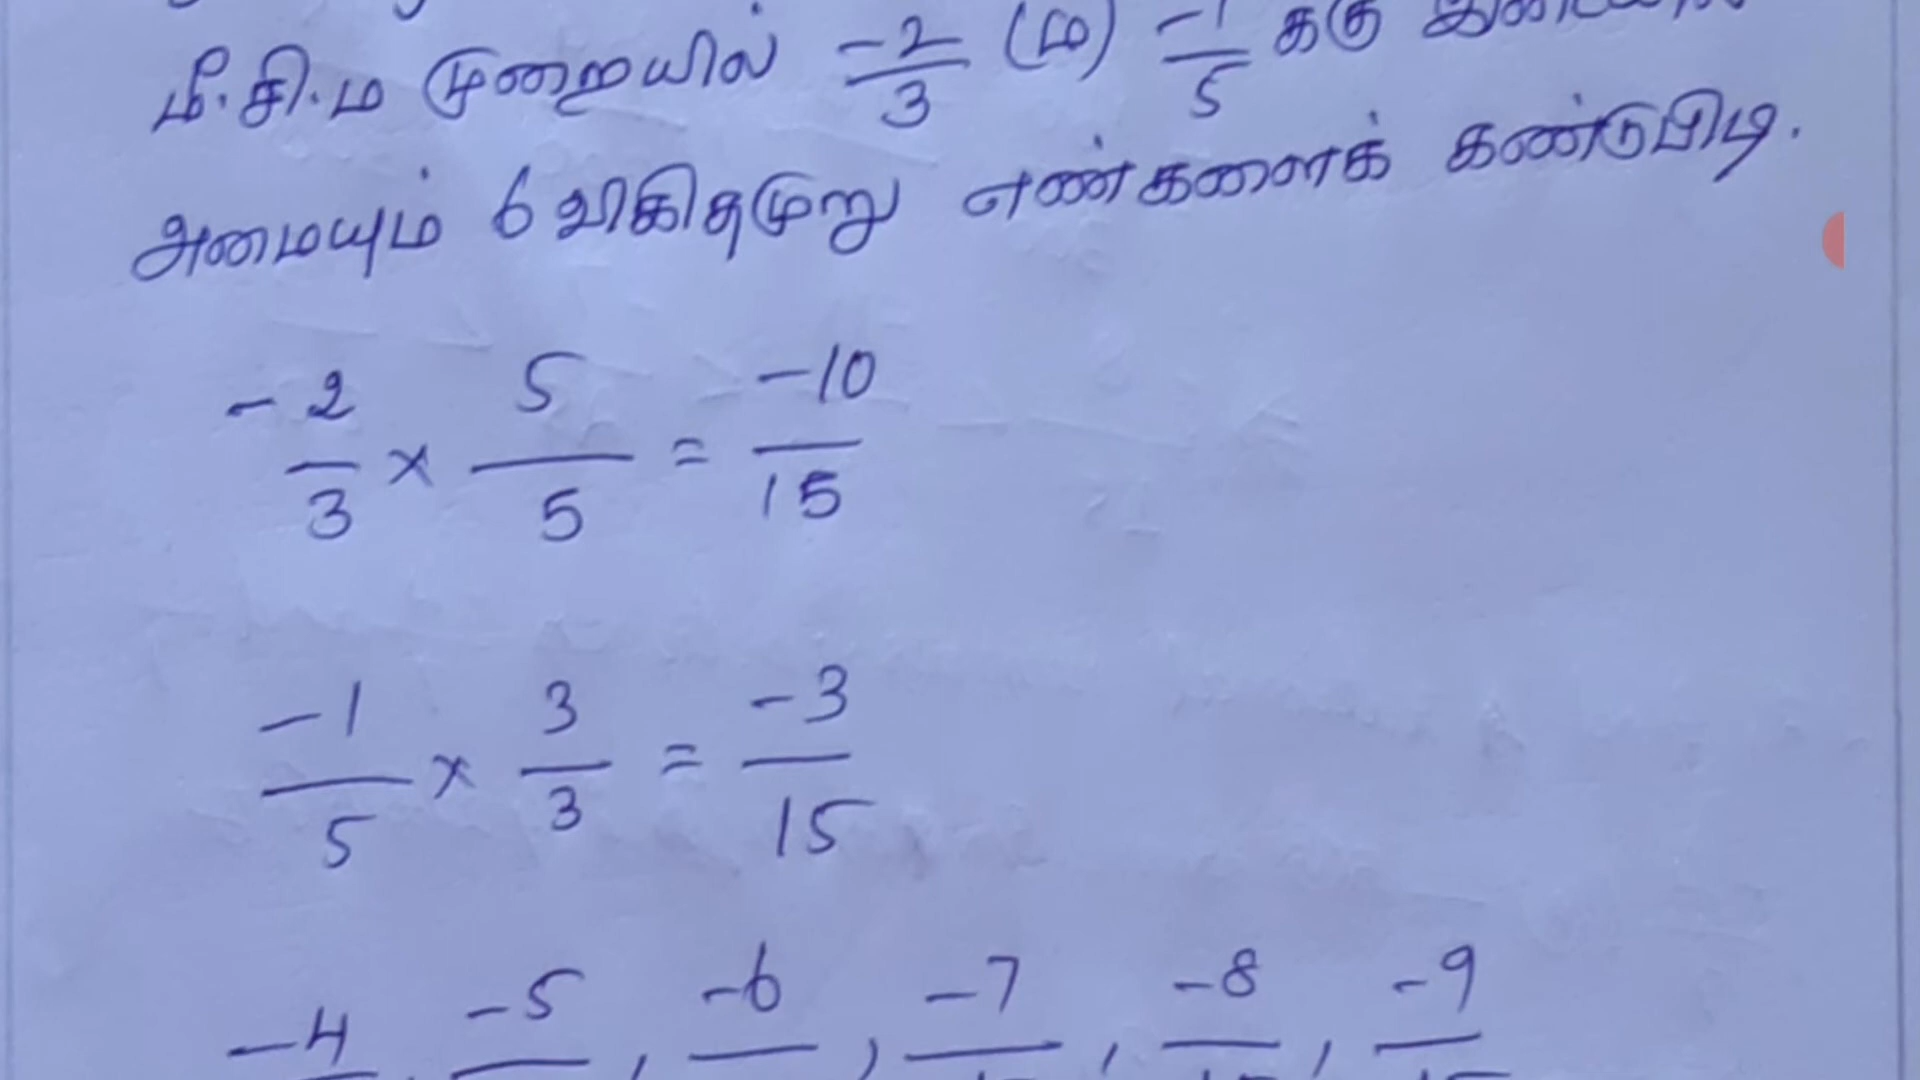 மீ.சி.ம முறையில் -2/3 (ம) -1/5 க்கு
அமையும் 6 விகிதமுறு எண்களைக் கண்டுபிடி.
-2/3 × 5/5 = -10/15
-1/5 × 3/3 = -3/15
-4 , -5 , -6 , -7 , -8 , -9